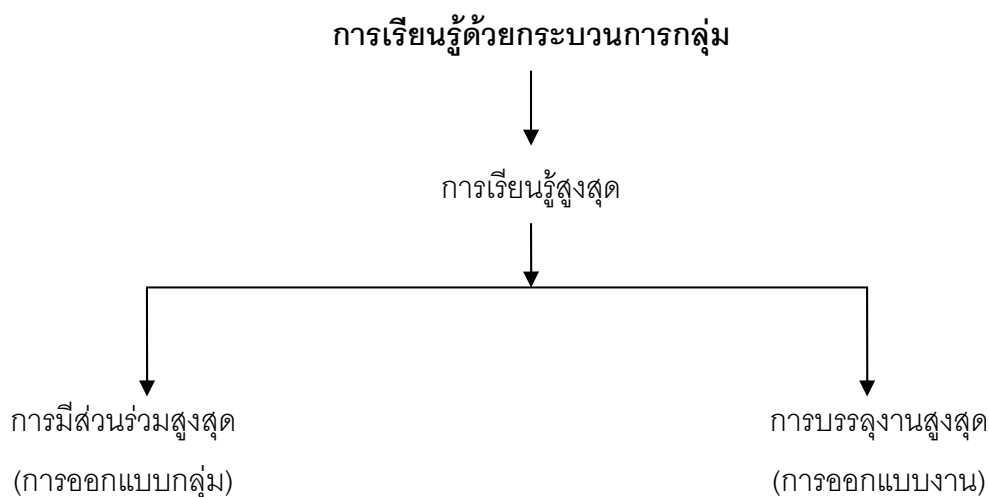 การเรียนรู้ด้วยกระบวนการกลุ่ม
การเรียนรู้สูงสุด
การมีส่วนร่วมสูงสุด
(การออกแบบกลุ่ม)
การบรรลุงานสูงสุด
(การออกแบบงาน)